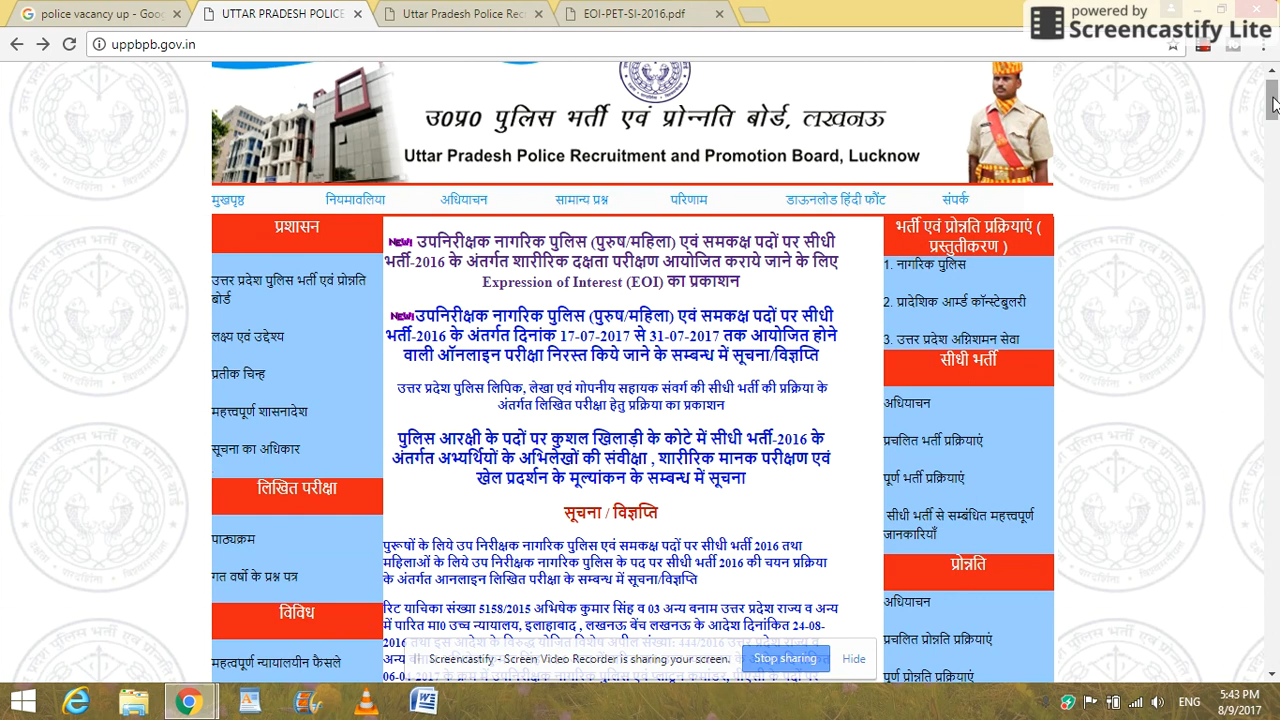 police vacancy up - Goog
UTTAR PRADESH POLICE
Uttar Pradesh Police Recr
EOI-PET-SI-2016.pdf
powered by
Screencastify Lite
uppbpb.gov.in
उ0प्र0 पुलिस भर्ती एवं प्रोन्नति बोर्ड, लखनऊ
Uttar Pradesh Police Recruitment and Promotion Board, Lucknow
मुखपृष्ठ नियमावलिया अधियाचन सामान्य प्रश्न परिणाम डाऊनलोड हिंदी फौंट संपर्क
प्रशासन
उत्तर प्रदेश पुलिस भर्ती एवं प्रोन्नति
बोर्ड
लक्ष्य एवं उद्देश्य
प्रतीक चिन्ह
महत्त्वपूर्ण शासनादेश
सूचना का अधिकार
लिखित परीक्षा
पाठ्यक्रम
गत वर्षो के प्रश्न पत्र
विविध
महत्वपूर्ण न्यायालयीन फैसले
NEW! उपनिरीक्षक नागरिक पुलिस (पुरुष/महिला) एवं समकक्ष पदों पर सीधी
भर्ती-2016 के अंतर्गत शारीरिक दक्षता परीक्षण आयोजित कराये जाने के लिए
Expression of Interest (EOI) का प्रकाशन
NEW! उपनिरीक्षक नागरिक पुलिस (पुरुष/महिला) एवं समकक्ष पदों पर सीधी
भर्ती-2016 के अंतर्गत दिनांक 17-07-2017 से 31-07-2017 तक आयोजित होने
वाली ऑनलाइन परीक्षा निरस्त किये जाने के सम्बन्ध में सूचना/विज्ञप्ति
उत्तर प्रदेश पुलिस लिपिक, लेखा एवं गोपनीय सहायक संवर्ग की सीधी भर्ती की प्रक्रिया के
अंतर्गत लिखित परीक्षा हेतु प्रक्रिया का प्रकाशन
पुलिस आरक्षी के पदों पर कुशल खिलाड़ी के कोटे में सीधी भर्ती-2016 के
अंतर्गत अभ्यर्थियों के अभिलेखों की संवीक्षा , शारीरिक मानक परीक्षण एवं
खेल प्रदर्शन के मूल्यांकन के सम्बन्ध में सूचना
सूचना / विज्ञप्ति
पुरूषों के लिये उप निरीक्षक नागरिक पुलिस एवं समकक्ष पदों पर सीधी भर्ती 2016 तथा
महिलाओं के लिये उप निरीक्षक नागरिक पुलिस के पद पर सीधी भर्ती 2016 की चयन प्रक्रिया
के अंतर्गत आनलाइन लिखित परीक्षा के सम्बन्ध में सूचना/विज्ञप्ति
रिट याचिका संख्या 5158/2015 अभिषेक कुमार सिंह व 03 अन्य बनाम उत्तर प्रदेश राज्य व अन्य
में पारित मा0 उच्च न्यायालय, इलाहाबाद , लखनऊ बेंच लखनऊ के आदेश दिनांकित 24-08-
2016
अन्य
06-0
भर्ती एवं प्रोन्नति प्रक्रियाएं (
प्रस्तुतीकरण )
1. नागरिक पुलिस
2. प्रादेशिक आर्म्ड कॉन्स्टेबुलरी
3. उत्तर प्रदेश अग्निशमन सेवा
सीधी भर्ती
अधियाचन
प्रचलित भर्ती प्रक्रियाएं
पूर्ण भर्ती प्रक्रियाएं
सीधी भर्ती से सम्बंधित महत्त्वपूर्ण
जानकारियाँ
प्रोन्नति
अधियाचन
प्रचलित प्रोन्नति प्रक्रियाएं
पूर्ण प्रोन्नति प्रक्रियाएं
Screencastify - Screen Video Recorder is sharing your screen. Stop sharing Hide
ENG
5:43 PM
8/9/2017